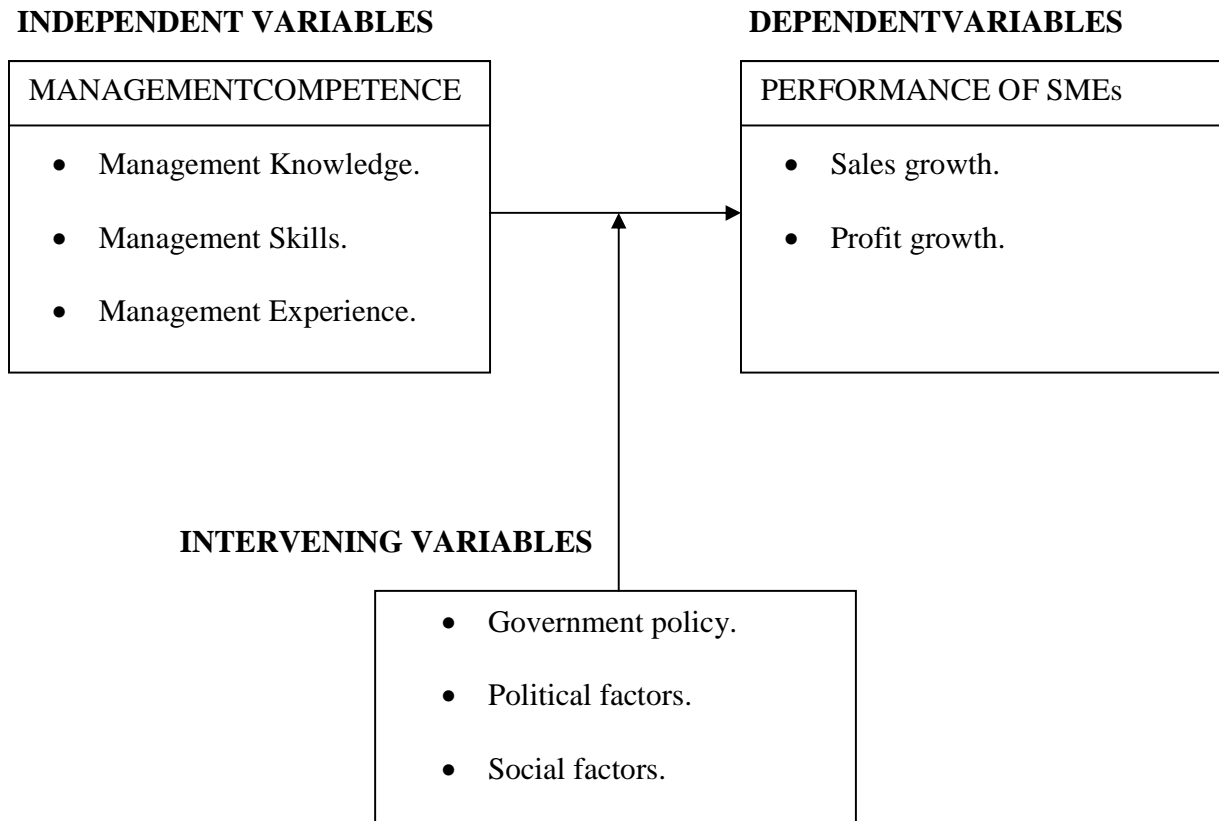 INDEPENDENT VARIABLES
MANAGEMENTCOMPETENCE
• Management Knowledge.
• Management Skills.
• Management Experience.
DEPENDENTVARIABLES
PERFORMANCE OF SMEs
• Sales growth.
• Profit growth.
INTERVENING VARIABLES
• Government policy.
• Political factors.
• Social factors.